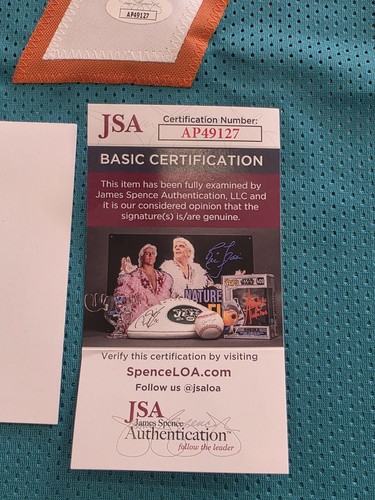 AP49127
JSA
Certification Number:
AP49127
BASIC CERTIFICATION
This item has been fully examined by
James Spence Authentication, LLC and
it is our considered opinion that the
signature(s) is/are genuine.
NATURE
JETS
Verify this certification by visiting
SpenceLOA.com
Follow us @jsaloa
JSA
James Spence
Authentication
follow the leader